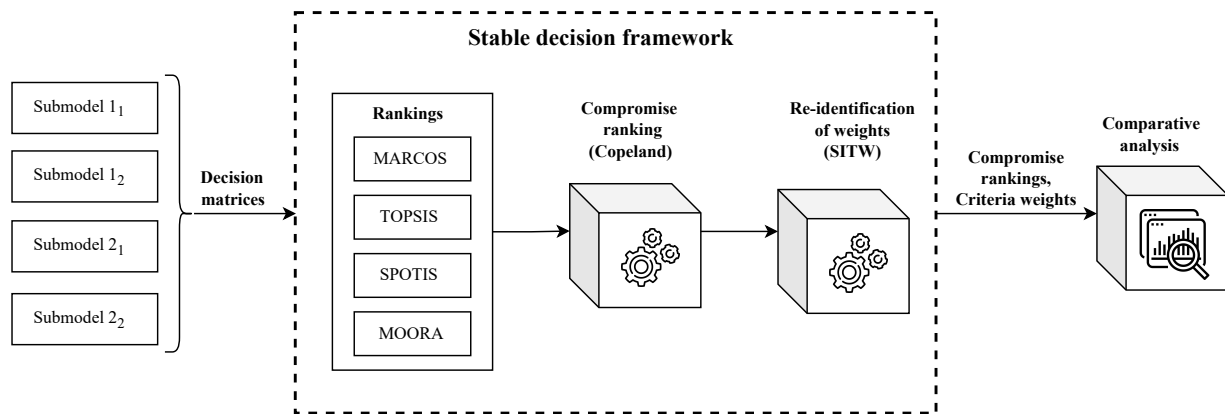 Stable decision framework
Submodel 1₁
Submodel 1₂
Submodel 2₁
Submodel 2₂
Decision
matrices
Rankings
MARCOS
TOPSIS
SPOTIS
MOORA
Compromise
ranking
(Copeland)
Re-identification
of weights
(SITW)
Compromise
rankings,
Criteria weights
Comparative
analysis